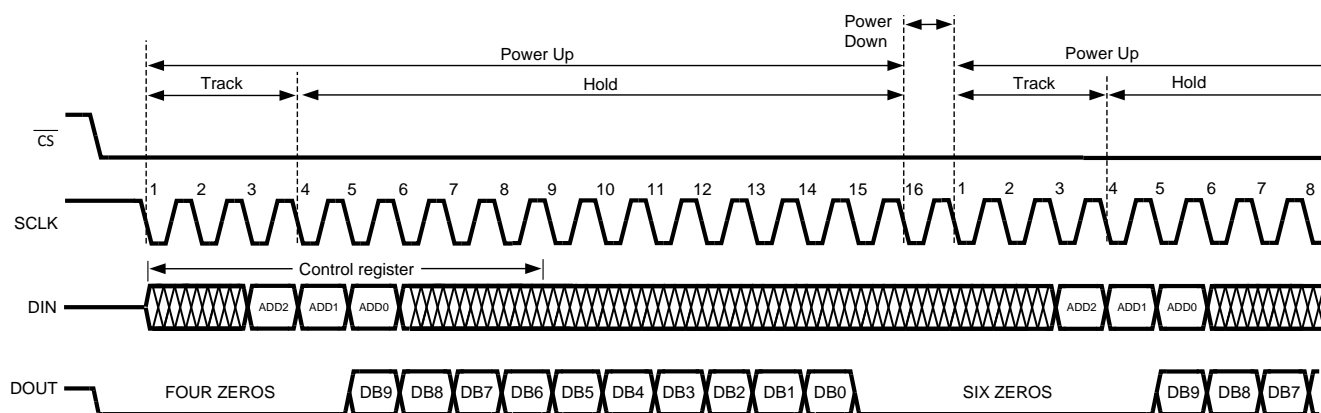 Power Down
Power Up
Power Up
Track
Hold
Track
Hold
CS
1 2 3 4 5 6 7 8 9 10 11 12 13 14 15 16 1 2 3 4 5 6 7 8
SCLK
Control register
DIN
ADD2 ADD1 ADD0 ADD2 ADD1 ADD0
DOUT
FOUR ZEROS DB9 DB8 DB7 DB6 DB5 DB4 DB3 DB2 DB1 DB0 SIX ZEROS DB9 DB8 DB7